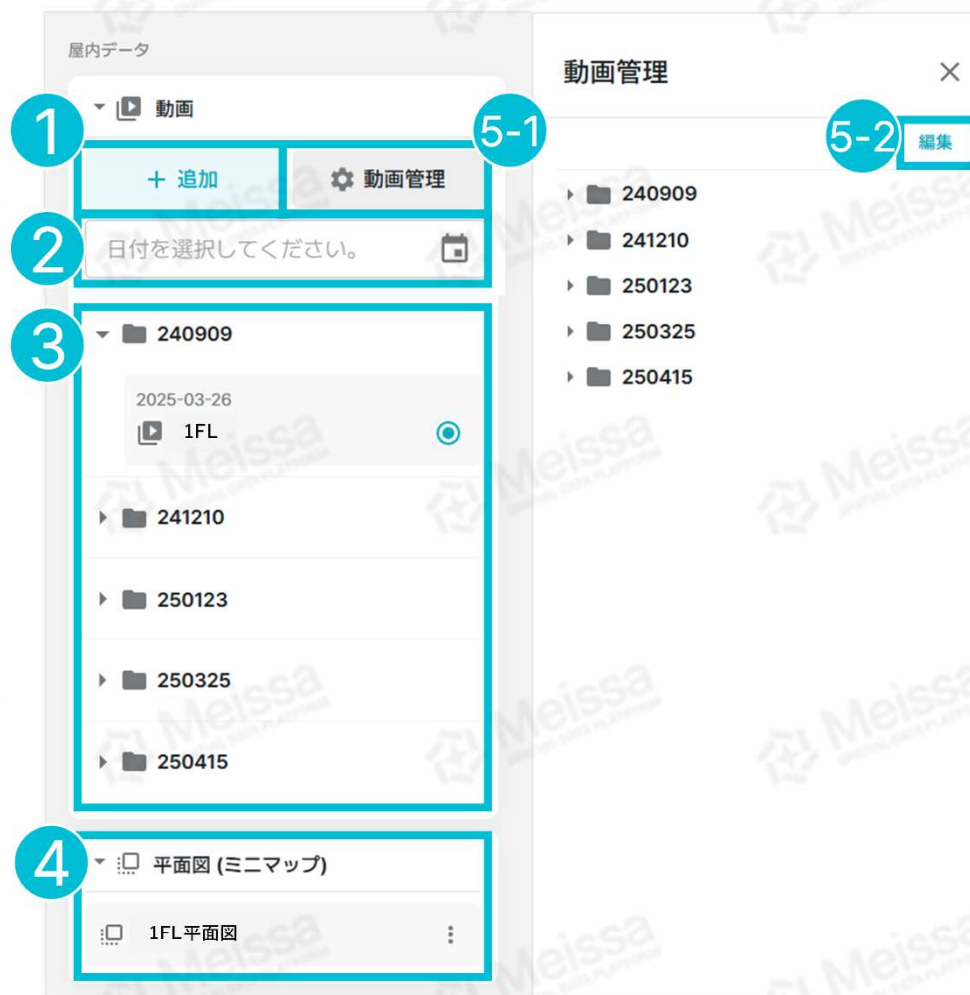 屋内データ
動画
1
5-1
+ 追加
動画管理
2
日付を選択してください。
3
240909
2025-03-26
1FL
241210
250123
250325
250415
4
平面図 (ミニマップ)
1FL平面図
動画管理
5-2
編集
240909
241210
250123
250325
250415
Meissa